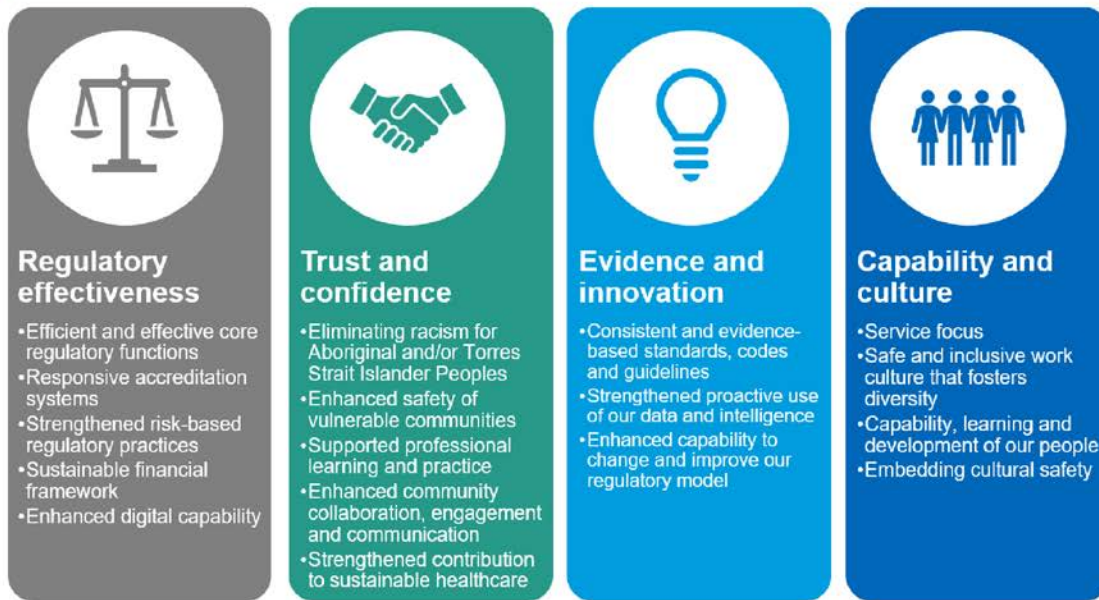 Regulatory
effectiveness
•Efficient and effective core
regulatory functions
•Responsive accreditation
systems
•Strengthened risk-based
regulatory practices
•Sustainable financial
framework
•Enhanced digital capability
Trust and
confidence
•Eliminating racism for
Aboriginal and/or Torres
Strait Islander Peoples
•Enhanced safety of
vulnerable communities
•Supported professional
learning and practice
•Enhanced community
collaboration, engagement
and communication
•Strengthened contribution
to sustainable healthcare
Evidence and
innovation
•Consistent and evidence-
based standards, codes
and guidelines
•Strengthened proactive use
of our data and intelligence
•Enhanced capability to
change and improve our
regulatory model
Capability and
culture
•Service focus
•Safe and inclusive work
culture that fosters
diversity
•Capability, learning and
development of our people
•Embedding cultural safety